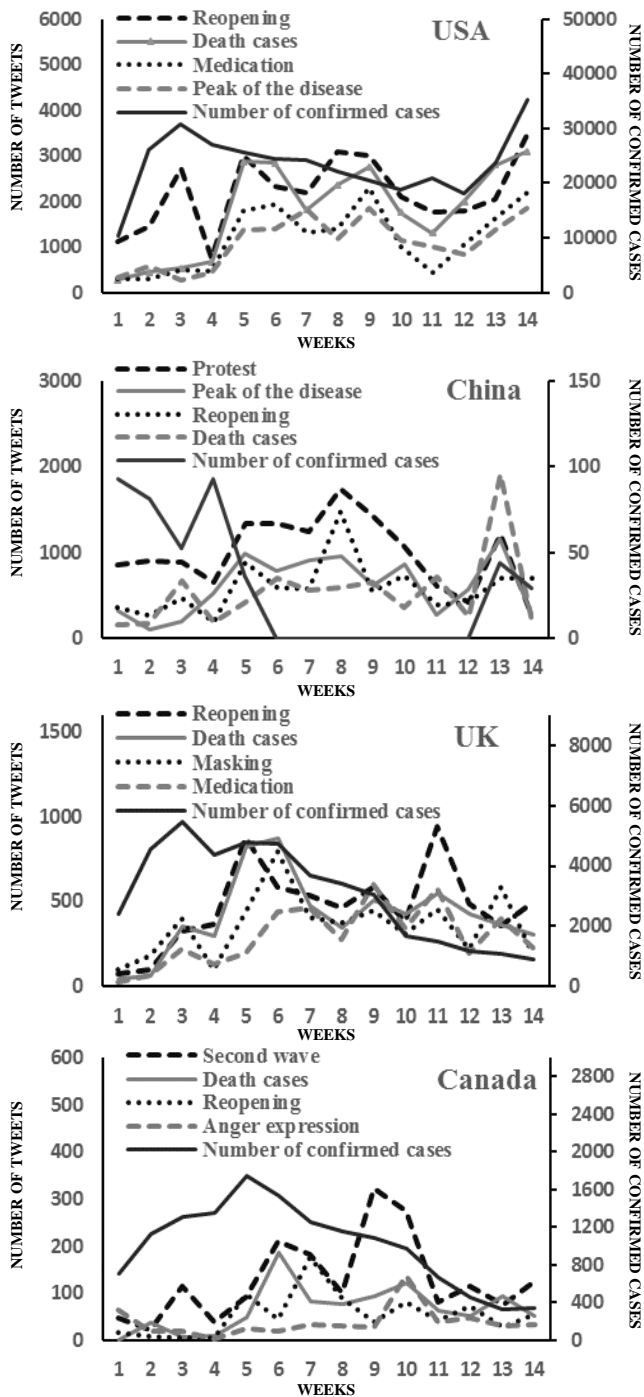 6000
5000
4000
3000
2000
1000
0
NUMBER OF TWEETS
Reopening
Death cases
Medication
Peak of the disease
Number of confirmed cases
USA
50000
40000
30000
20000
10000
0
NUMBER OF CONFIRMED CASES
1 2 3 4 5 6 7 8 9 10 11 12 13 14
WEEKS
3000
2000
1000
0
NUMBER OF TWEETS
Protest
Peak of the disease
Reopening
Death cases
Number of confirmed cases
China
150
100
50
0
NUMBER OF CONFIRMED CASES
1 2 3 4 5 6 7 8 9 10 11 12 13 14
WEEKS
1500
1000
500
0
NUMBER OF TWEETS
Reopening
Death cases
Masking
Medication
Number of confirmed cases
UK
8000
6000
4000
2000
0
NUMBER OF CONFIRMED CASES
1 2 3 4 5 6 7 8 9 10 11 12 13 14
WEEKS
600
500
400
300
200
100
0
NUMBER OF TWEETS
Second wave
Death cases
Reopening
Anger expression
Number of confirmed cases
Canada
2800
2400
2000
1600
1200
800
400
0
NUMBER OF CONFIRMED CASES
1 2 3 4 5 6 7 8 9 10 11 12 13 14
WEEKS